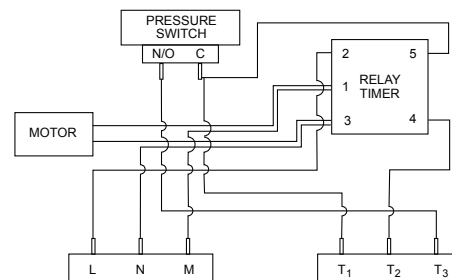 PRESSURE
SWITCH
N/O C
2 5
1
RELAY
TIMER
3 4
MOTOR
L N M
T1 T2 T3